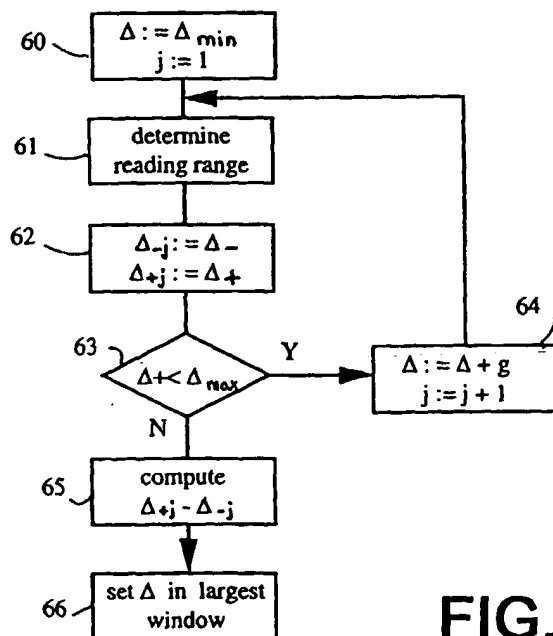 60
Δ := Δmin
j := 1
61
determine
reading range
62
Δ-j := Δ-
Δ+j := Δ+
63
Δ+ < Δmax
Y
64
Δ := Δ + g
j := j + 1
N
65
compute
Δ+j - Δ-j
66
set Δ in largest
window
FIG.